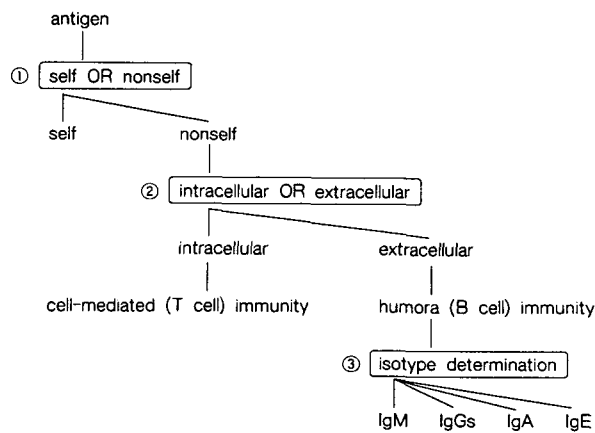 antigen
① self OR nonself
self nonself
② intracellular OR extracellular
intracellular extracellular
cell-mediated (T cell) immunity humora (B cell) immunity
③ isotype determination
IgM IgGs IgA IgE